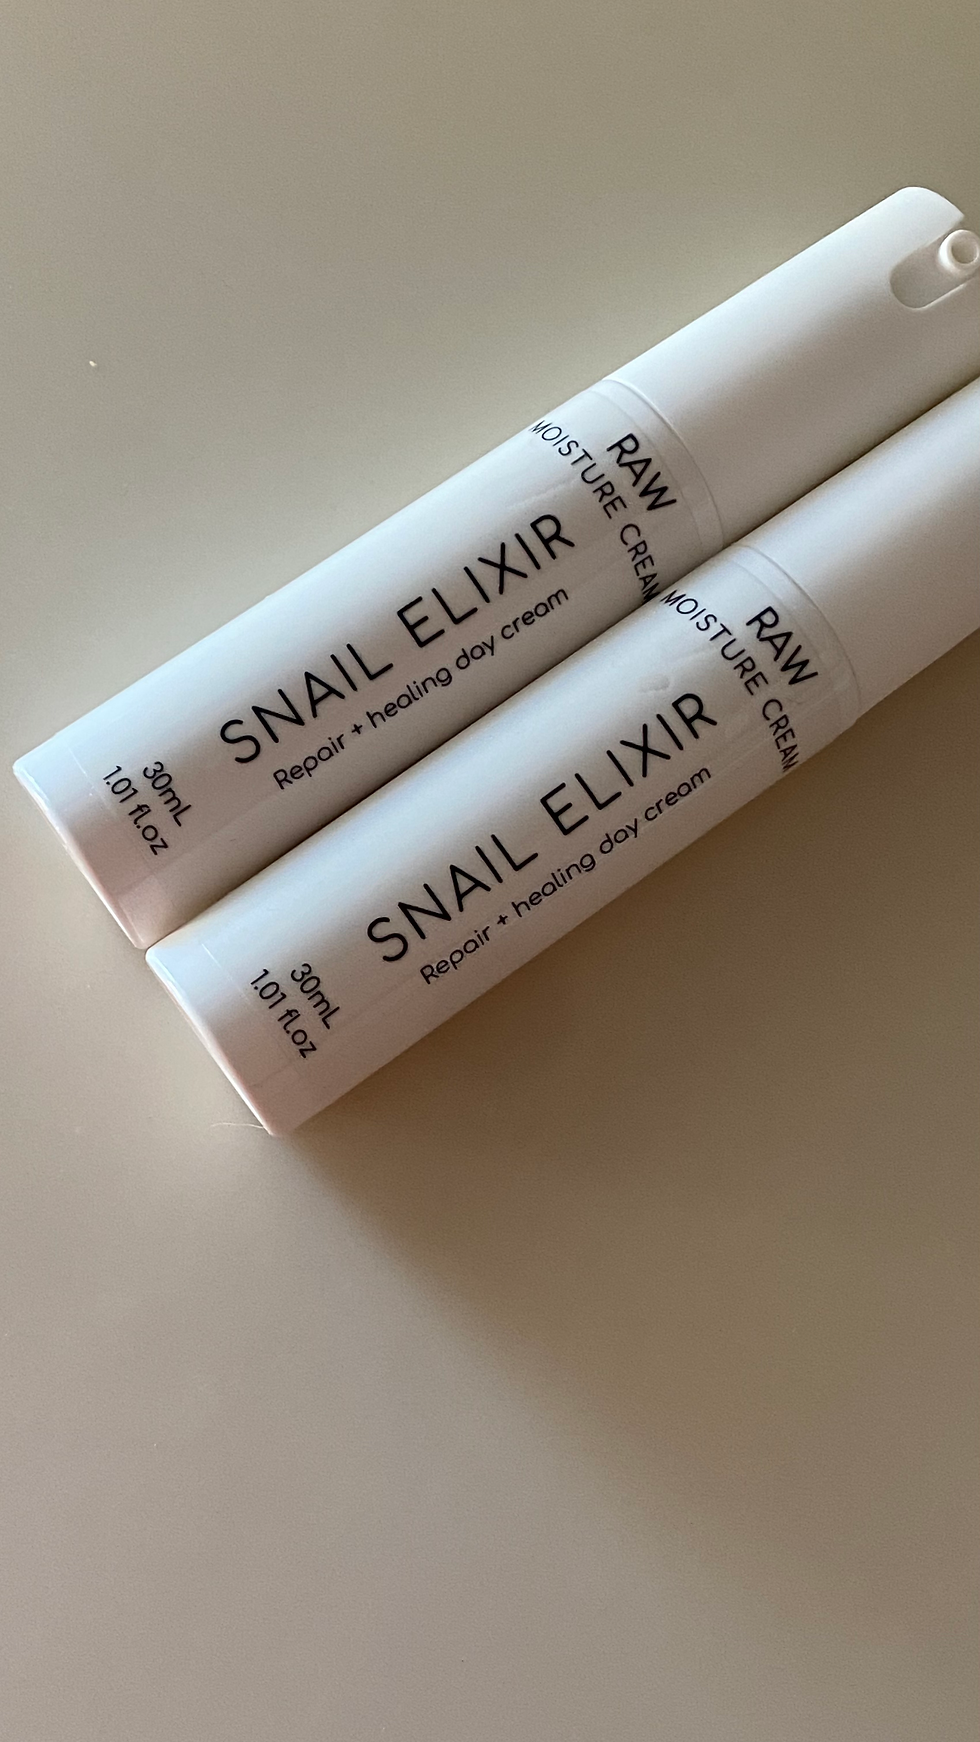 RAW
MOISTURE CREAM
SNAIL ELIXIR
Repair + healing day cream
30mL
1.01 fl.oz
RAW
MOISTURE CREAM
SNAIL ELIXIR
Repair + healing day cream
30mL
1.01 fl.oz